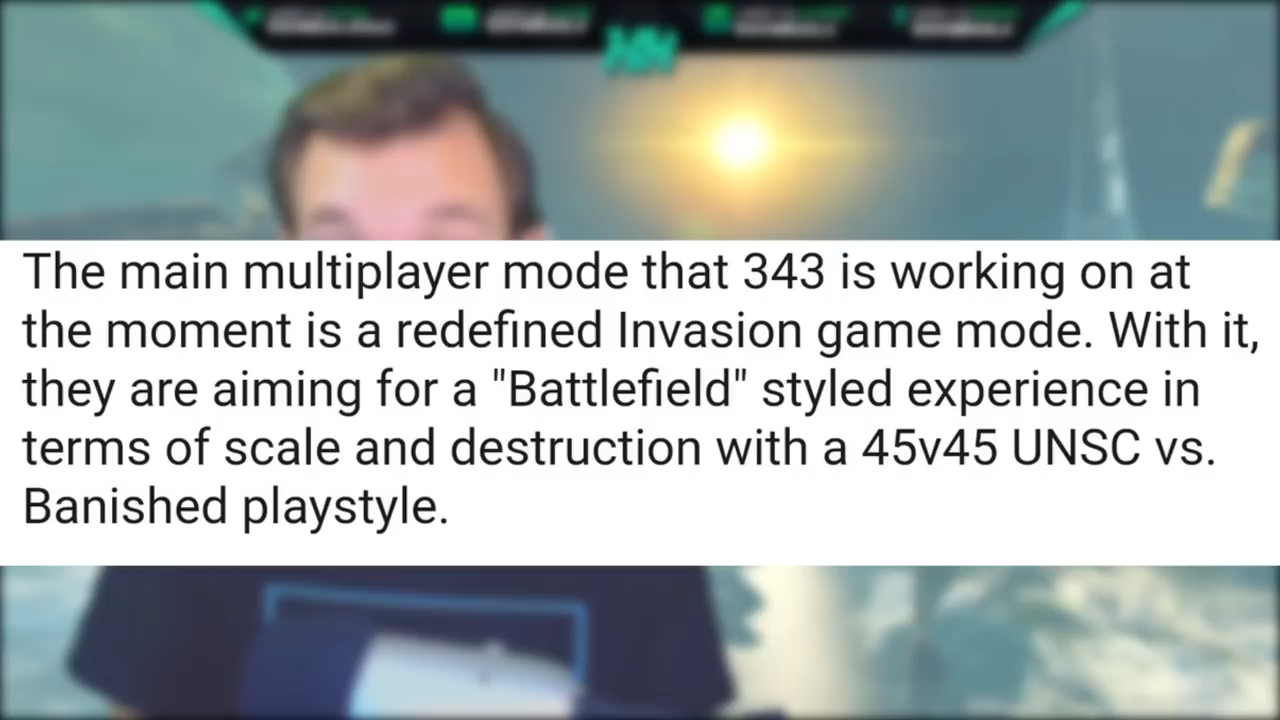 The main multiplayer mode that 343 is working on at
the moment is a redefined Invasion game mode. With it,
they are aiming for a "Battlefield" styled experience in
terms of scale and destruction with a 45v45 UNSC vs.
Banished playstyle.